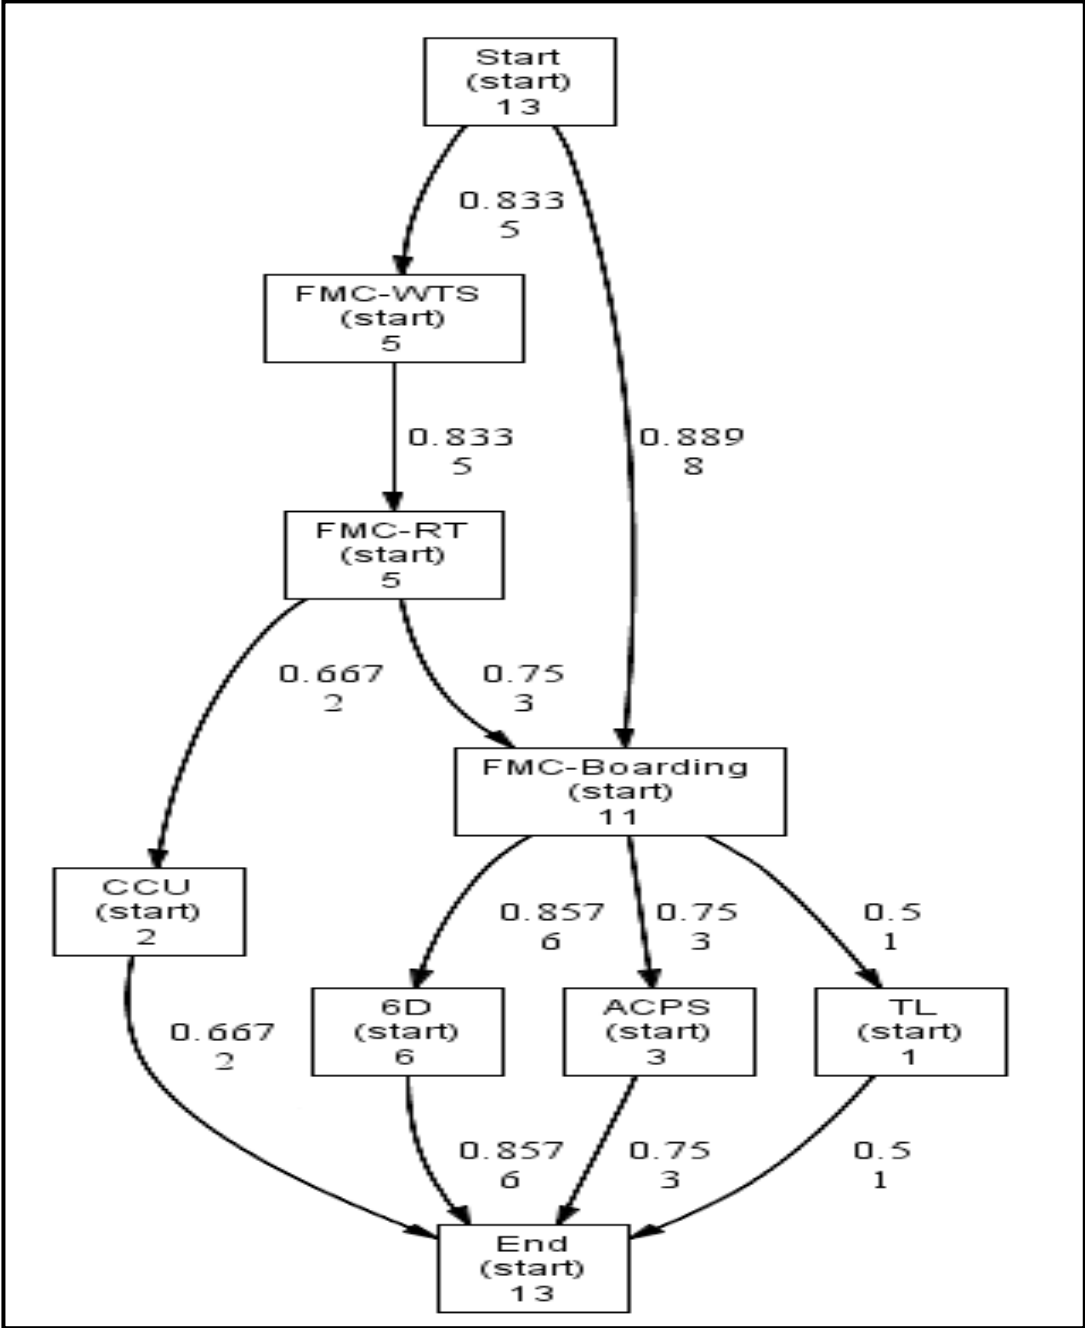 Start
(start)
13
0.833
5
FMC-WTS
(start)
5
0.833
5
0.889
8
FMC-RT
(start)
5
0.667
2
0.75
3
FMC-Boarding
(start)
11
CCU
(start)
2
0.857
6
0.75
3
0.5
1
6D
(start)
6
ACPS
(start)
3
TL
(start)
1
0.667
2
0.857
6
0.75
3
0.5
1
End
(start)
13